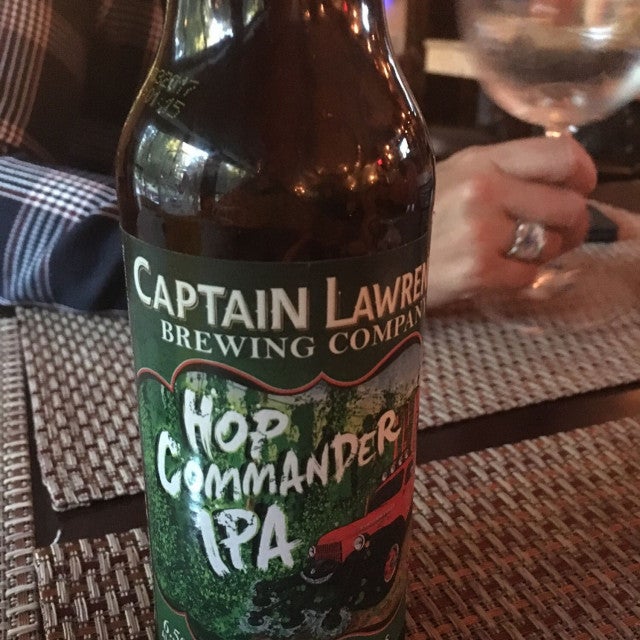 CAPTAIN LAWREN
BREWING COMPAN
HOP
COMMANDER
IPA